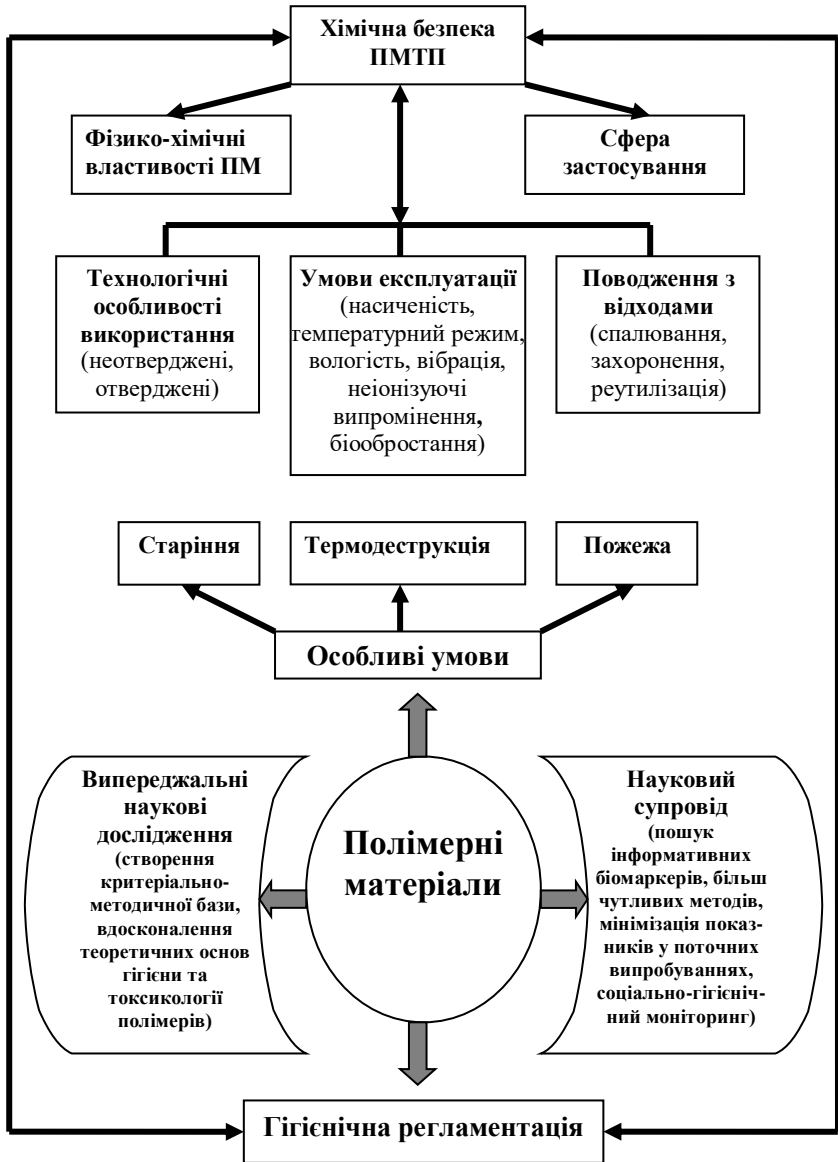 Хімічна безпека
ПМТП
Фізико-хімічні
властивості ПМ
Сфера
застосування
Технологічні
особливості
використання
(неотверджені,
отверджені)
Умови експлуатації
(насиченість,
температурний режим,
вологість, вібрація,
неіонізуючі
випромінення,
біообростання)
Поводження з
відходами
(спалювання,
захоронення,
реутилізація)
Старіння
Термодеструкція
Пожежа
Особливі умови
Випереджальні
наукові
дослідження
(створення
критеріально-
методичної бази,
вдосконалення
теоретичних основ
гігієни та
токсикології
полімерів)
Полімерні
матеріали
Науковий
супровід
(пошук
інформативних
біомаркерів, більш
чутливих методів,
мінімізація показ-
ників у поточних
випробуваннях,
соціально-гігієніч-
ний моніторинг)
Гігієнічна регламентація